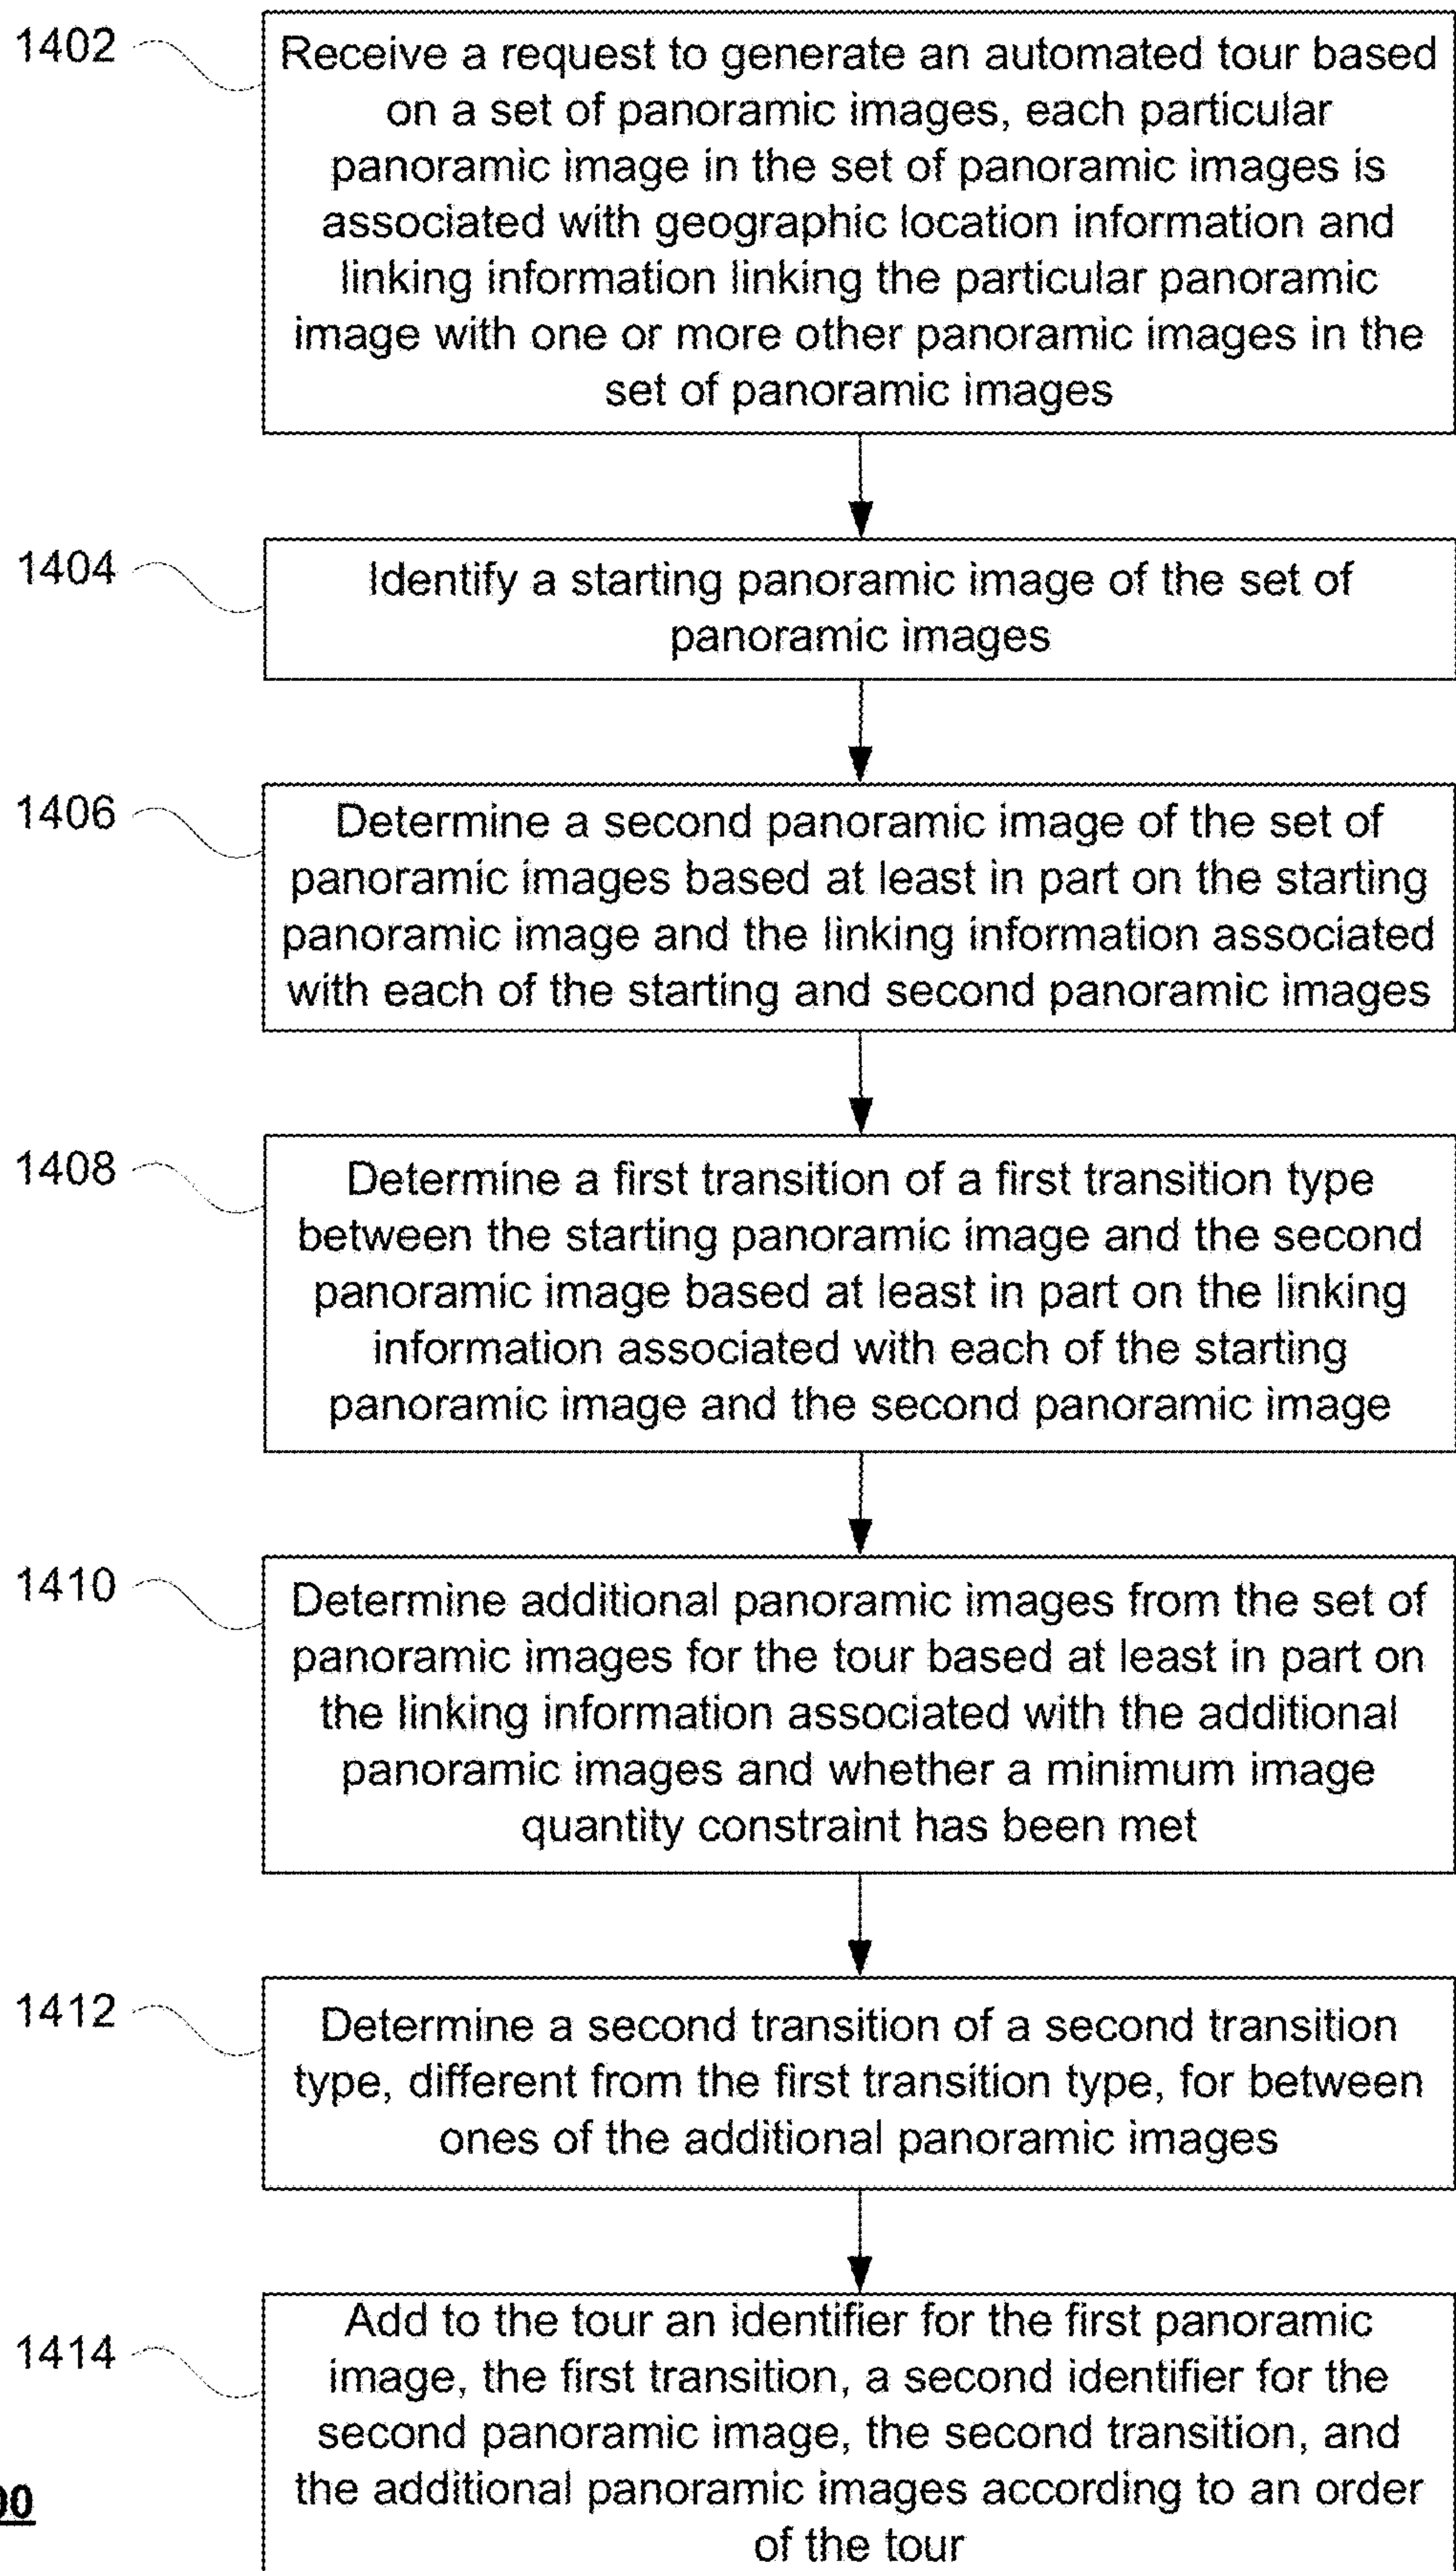 1402
Receive a request to generate an automated tour based
on a set of panoramic images, each particular
panoramic image in the set of panoramic images is
associated with geographic location information and
linking information linking the particular panoramic
image with one or more other panoramic images in the
set of panoramic images
1404
Identify a starting panoramic image of the set of
panoramic images
1406
Determine a second panoramic image of the set of
panoramic images based at least in part on the starting
panoramic image and the linking information associated
with each of the starting and second panoramic images
1408
Determine a first transition of a first transition type
between the starting panoramic image and the second
panoramic image based at least in part on the linking
information associated with each of the starting
panoramic image and the second panoramic image
1410
Determine additional panoramic images from the set of
panoramic images for the tour based at least in part on
the linking information associated with the additional
panoramic images and whether a minimum image
quantity constraint has been met
1412
Determine a second transition of a second transition
type, different from the first transition type, for between
ones of the additional panoramic images
1414
Add to the tour an identifier for the first panoramic
image, the first transition, a second identifier for the
second panoramic image, the second transition, and
the additional panoramic images according to an order
of the tour